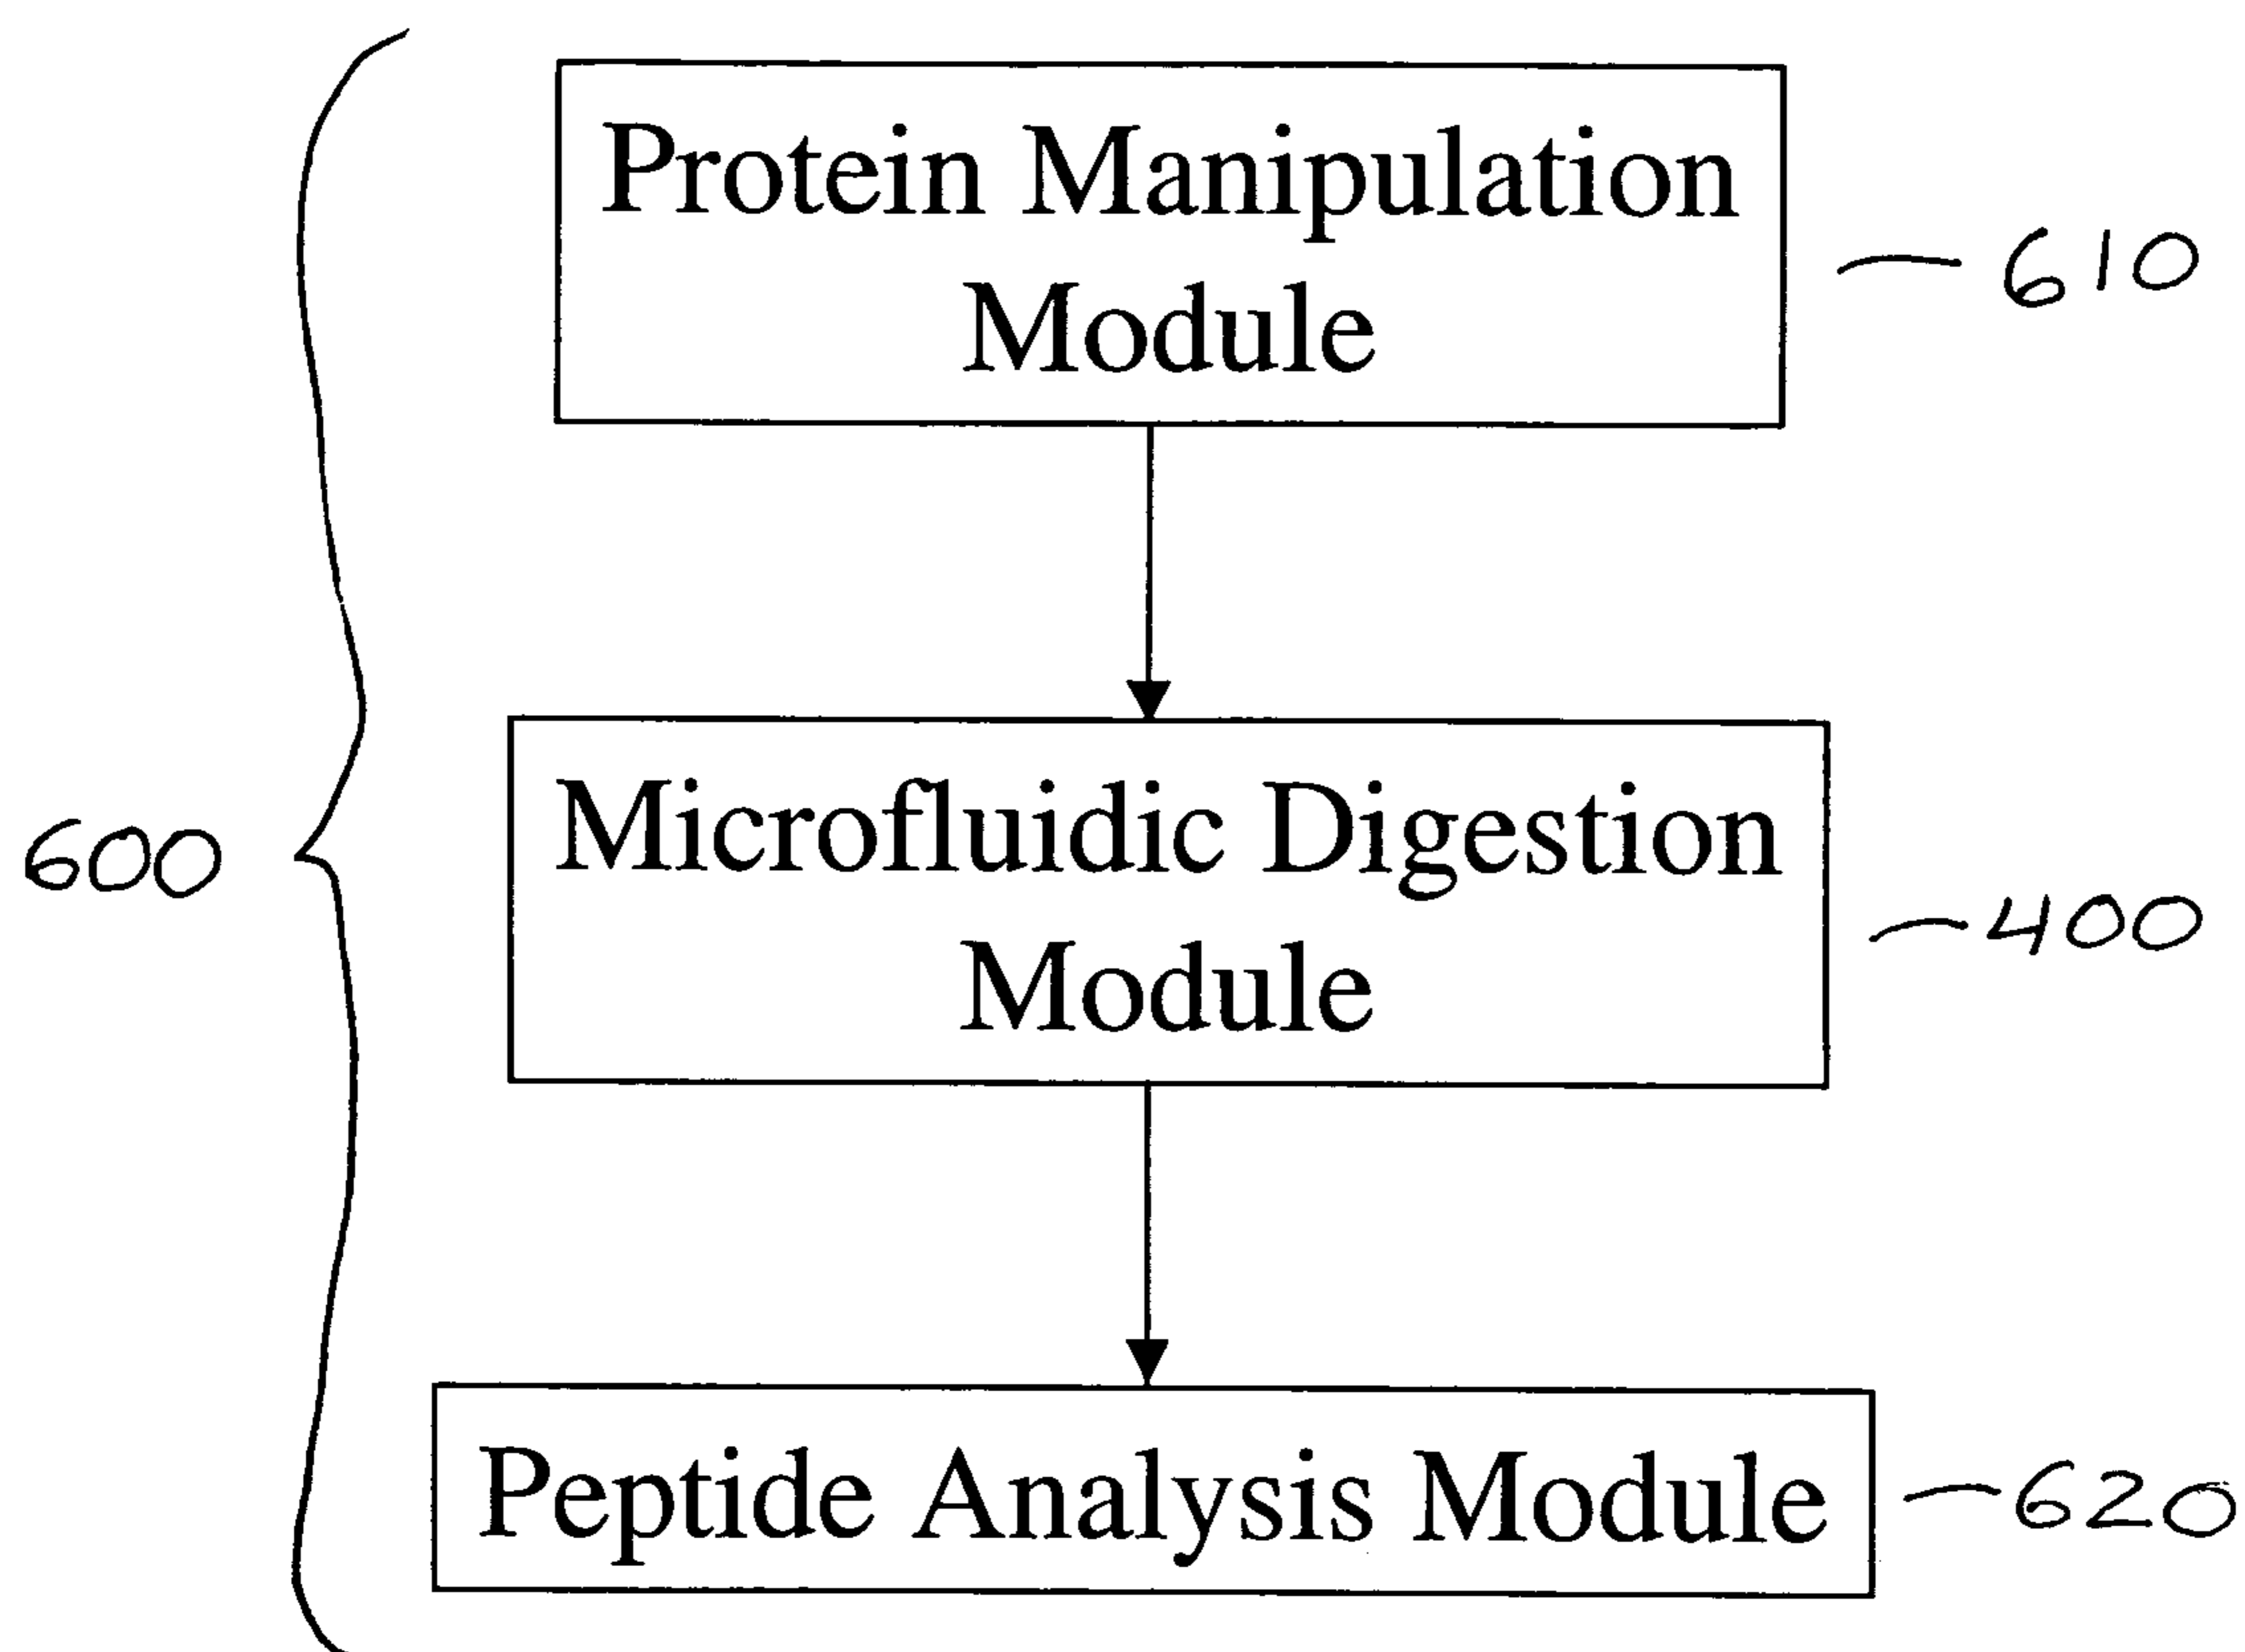 Protein Manipulation
Module
610
Microfluidic Digestion
Module
600
400
Peptide Analysis Module
620